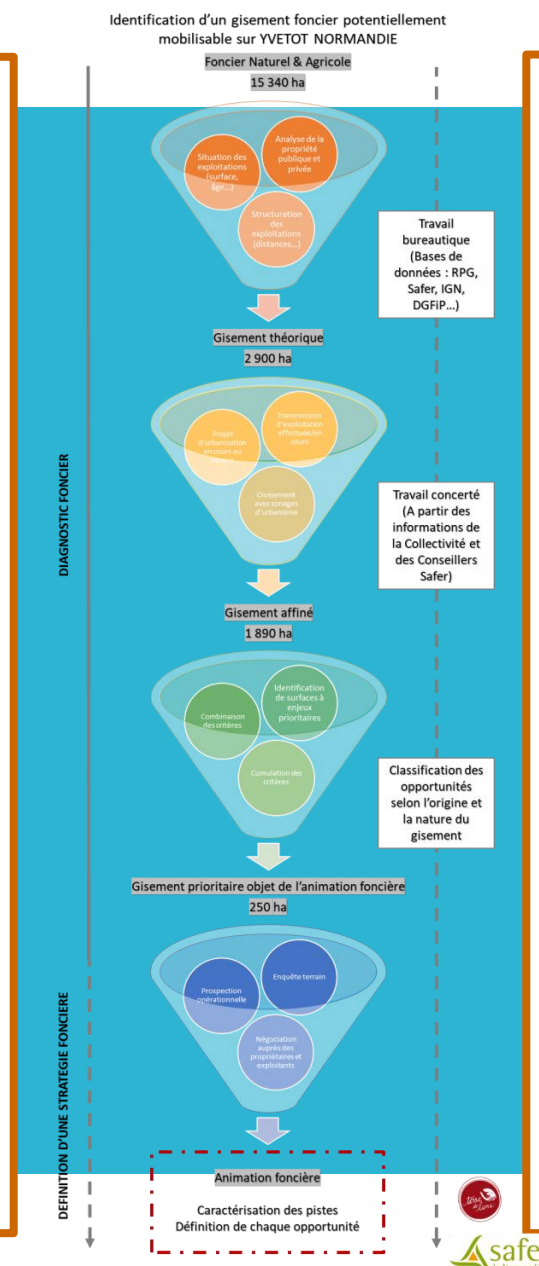 Identification d'un gisement foncier potentiellement
mobilisable sur YVETOT NORMANDIE
Foncier Naturel & Agricole
15 340 ha
Situation des
exploitations
(surface,
âge...)
Analyse de la
propriété
publique et
privée
Structuration
des
exploitations
(distances...)
Travail
bureautique
(Bases de
données : RPG,
Safer, IGN,
DGFiP...)
Gisement théorique
2 900 ha
Projet
d'urbanisation
en cours ou
Transmission
d'exploitation
effectuée/en
cours
Croisement
avec zonages
d'urbanisme
Travail concerté
(A partir des
informations de
la Collectivité et
des Conseillers
Safer)
DIAGNOSTIC FONCIER
Gisement affiné
1 890 ha
Combinaison
des critères
Identification
de surfaces à
enjeux
prioritaires
Cumulation des
critères
Classification des
opportunités
selon l'origine et
la nature du
gisement
Gisement prioritaire objet de l'animation foncière
250 ha
Prospection
opérationnelle
Enquête terrain
Négociation
auprès des
propriétaires et
exploitants
DEFINITION D'UNE STRATEGIE FONCIERE
Animation foncière
Caractérisation des pistes
Définition de chaque opportunité
terre
de liens
safe